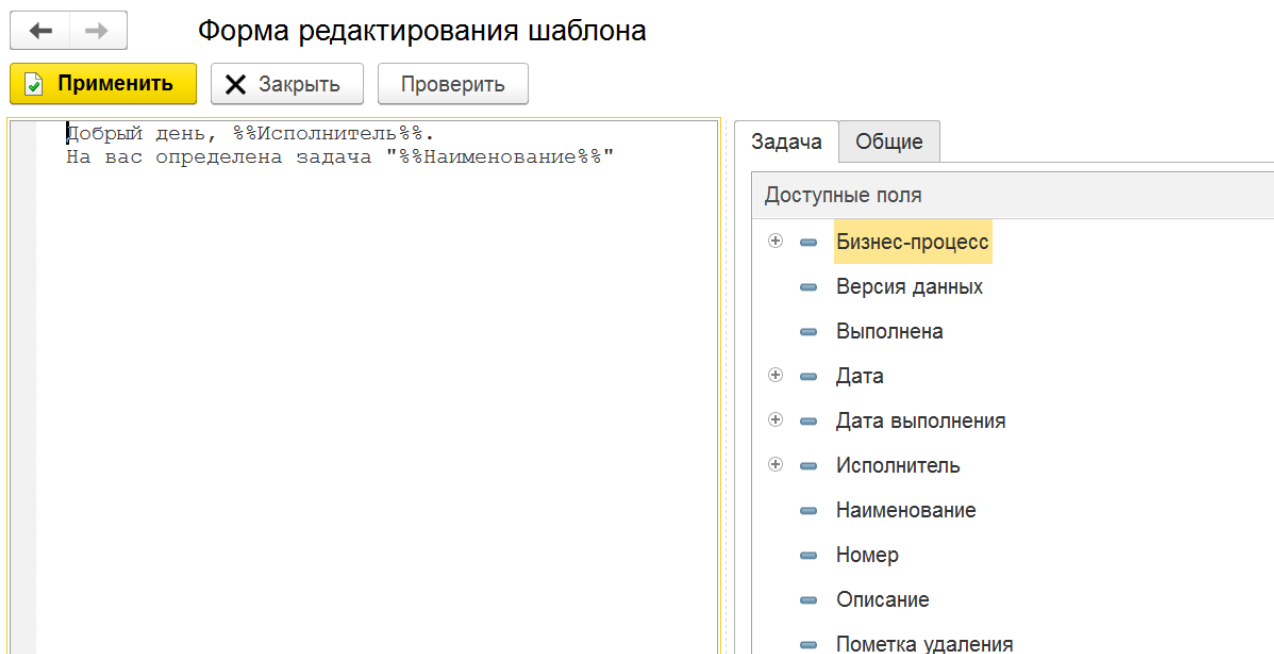 Форма редактирования шаблона
Применить Закрыть Проверить
Добрый день, %%Исполнитель%%.
На вас определена задача "%%Наименование%%"
Задача Общие
Доступные поля
Бизнес-процесс
Версия данных
Выполнена
Дата
Дата выполнения
Исполнитель
Наименование
Номер
Описание
Пометка удаления